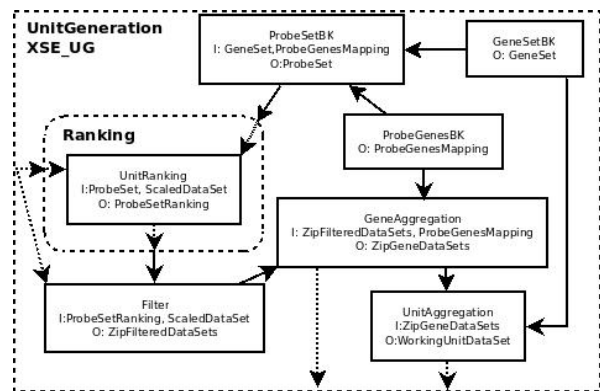 UnitGeneration
XSE_UG
ProbeSetBK
I: GeneSet,ProbeGenesMapping
O:ProbeSet
GeneSetBK
O: GeneSet
Ranking
ProbeGenesBK
O: ProbeGenesMapping
UnitRanking
I:ProbeSet, ScaledDataSet
O: ProbeSetRanking
GeneAggregation
I: ZipFilteredDataSets, ProbeGenesMapping
O: ZipGeneDataSets
Filter
I:ProbeSetRanking, ScaledDataSet
O: ZipFilteredDataSets
UnitAggregation
I:ZipGeneDataSets
O:WorkingUnitDataSet